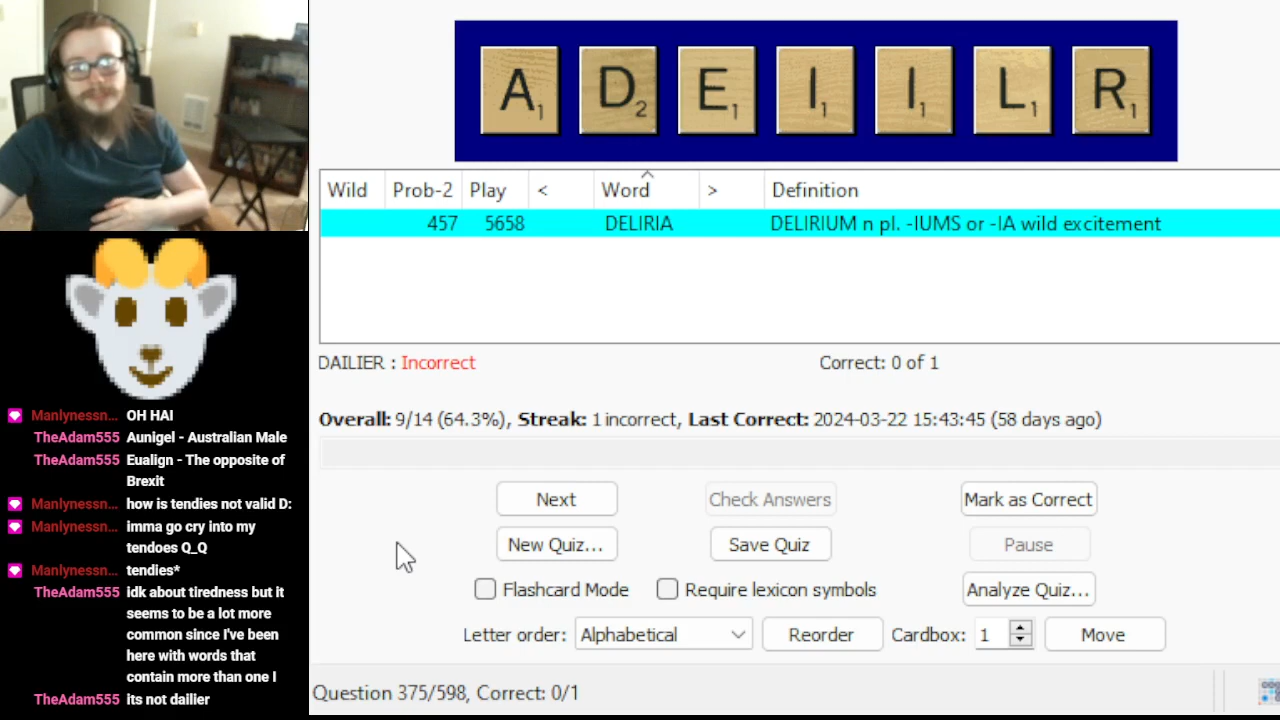 A1 D2 E1 I1 I1 L1 R1
Wild Prob-2 Play < Word > Definition
457 5658 DELIRIA DELIRIUM n pl. -IUMS or -IA wild excitement
DAILIER : Incorrect Correct: 0 of 1
Overall: 9/14 (64.3%), Streak: 1 incorrect, Last Correct: 2024-03-22 15:43:45 (58 days ago)
Next Check Answers Mark as Correct
New Quiz... Save Quiz Pause
Flashcard Mode Require lexicon symbols Analyze Quiz...
Letter order: Alphabetical Reorder Cardbox: 1 Move
Question 375/598, Correct: 0/1
Manlynessn... OH HAI
TheAdam555 Aunigel - Australian Male
TheAdam555 Eualign - The opposite of
Brexit
Manlynessn... how is tendies not valid D:
Manlynessn... imma go cry into my
tendoes Q_Q
Manlynessn... tendies*
TheAdam555 idk about tiredness but it
seems to be a lot more
common since I've been
here with words that
contain more than one I
TheAdam555 its not dailier